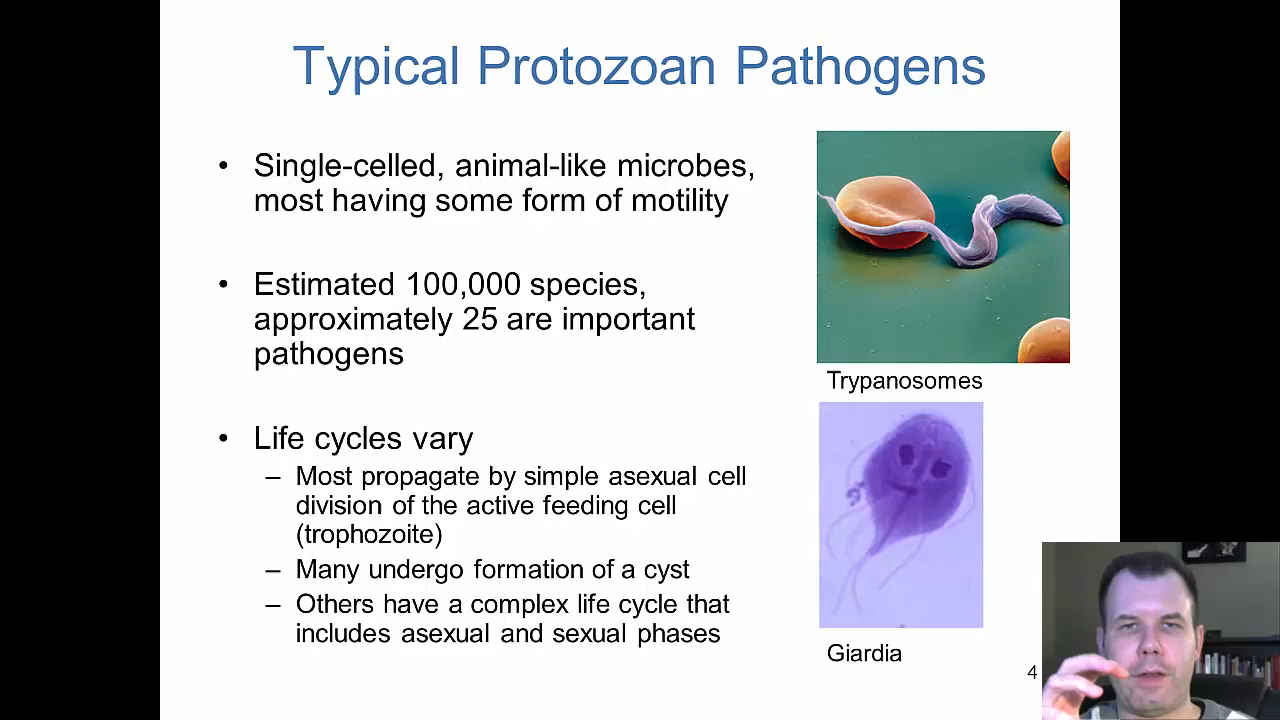 Typical Protozoan Pathogens
• Single-celled, animal-like microbes,
most having some form of motility
• Estimated 100,000 species,
approximately 25 are important
pathogens
• Life cycles vary
– Most propagate by simple asexual cell
division of the active feeding cell
(trophozoite)
– Many undergo formation of a cyst
– Others have a complex life cycle that
includes asexual and sexual phases
Trypanosomes
Giardia
4